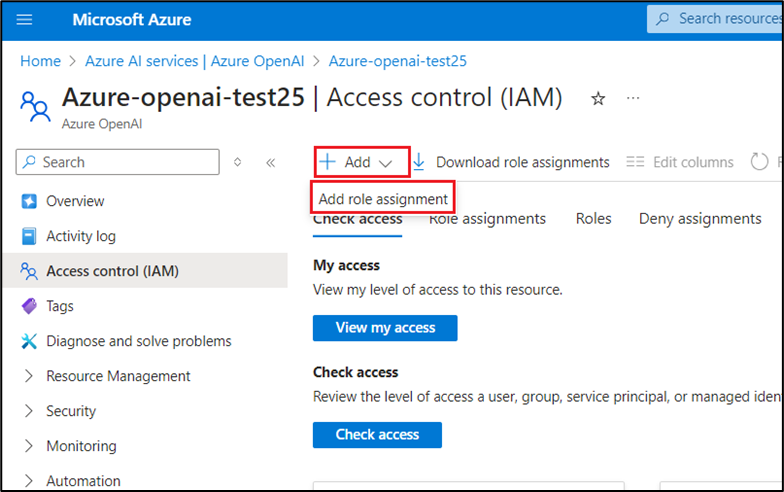 Microsoft Azure
Search resources
Home > Azure AI services | Azure OpenAI > Azure-openai-test25
Azure-openai-test25 | Access control (IAM)
Azure OpenAI
Search
Add
Download role assignments
Edit columns
Add role assignment
Overview
Check access
Role assignments
Roles
Deny assignments
Activity log
My access
Access control (IAM)
View my level of access to this resource.
Tags
View my access
Diagnose and solve problems
Check access
Resource Management
Review the level of access a user, group, service principal, or managed iden
Security
Check access
Monitoring
Automation